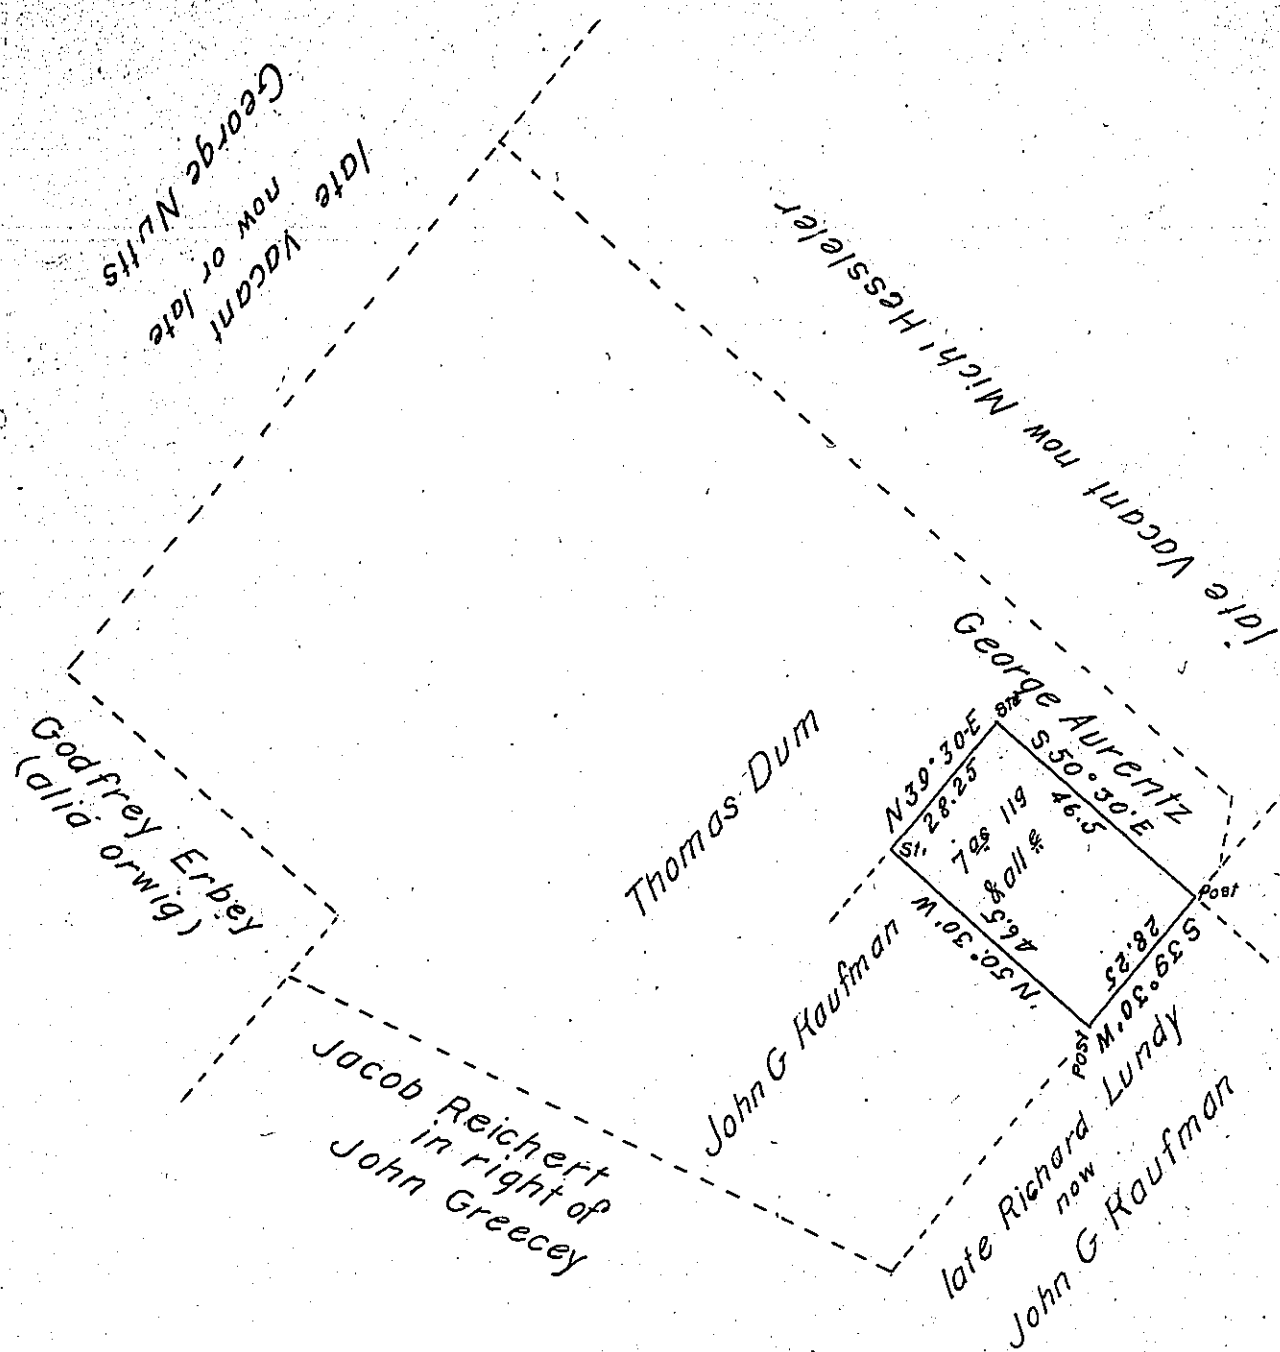 George Nutts
now or late
late vacant
late Vacant now Mich' Hessleler
Godfrey Erbey
(alia orwig)
Thomas Dum
George Aurentz
N 39° 30 E
28.25
S 50° 30' E
46.5
7 as 119
& all e
St.
Post
S 39° 30' W
28.25
N 50° 30' W
46.5
Post
John G Kaufman
Jacob Reichert
in right of
John Greecey
late Richard Lundy
now
John G Kaufman